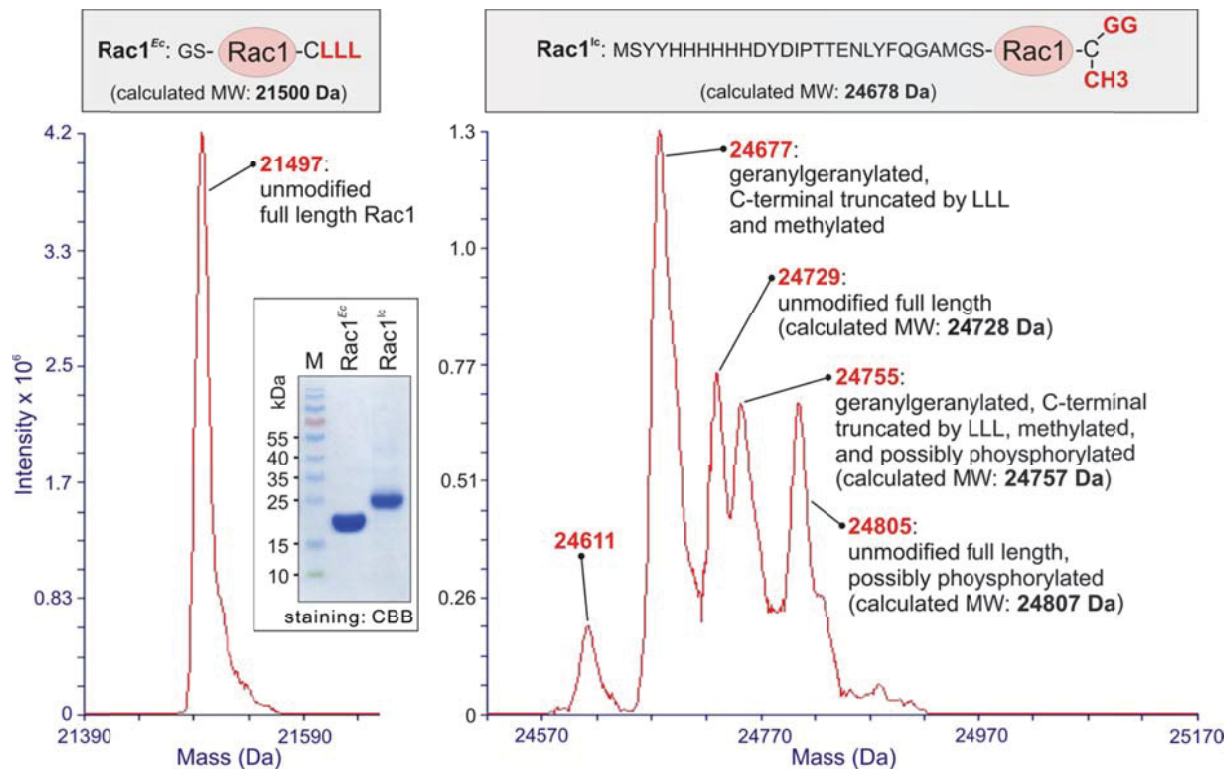 Rac1Ec: GS- Rac1 -CLLL
(calculated MW: 21500 Da)
Rac1Ic: MSYYHHHHHHDYDIPTTENLYFQGAMGS- Rac1 -C
GG
CH3
(calculated MW: 24678 Da)
4.2
3.3
2.5
1.7
0.83
0
Intensity x 10^6
21390
21590
Mass (Da)
21497:
unmodified
full length Rac1
kDa
M
Rac1Ec
Rac1Ic
55
40
35
25
15
10
staining: CBB
1.3
1.0
0.77
0.51
0.26
0
24570
24770
24970
25170
Mass (Da)
24677:
geranylgeranylated,
C-terminal truncated by LLL
and methylated
24729:
unmodified full length
(calculated MW: 24728 Da)
24755:
geranylgeranylated, C-terminal
truncated by LLL, methylated,
and possibly phoysphorylated
(calculated MW: 24757 Da)
24805:
unmodified full length,
possibly phoysphorylated
(calculated MW: 24807 Da)
24611